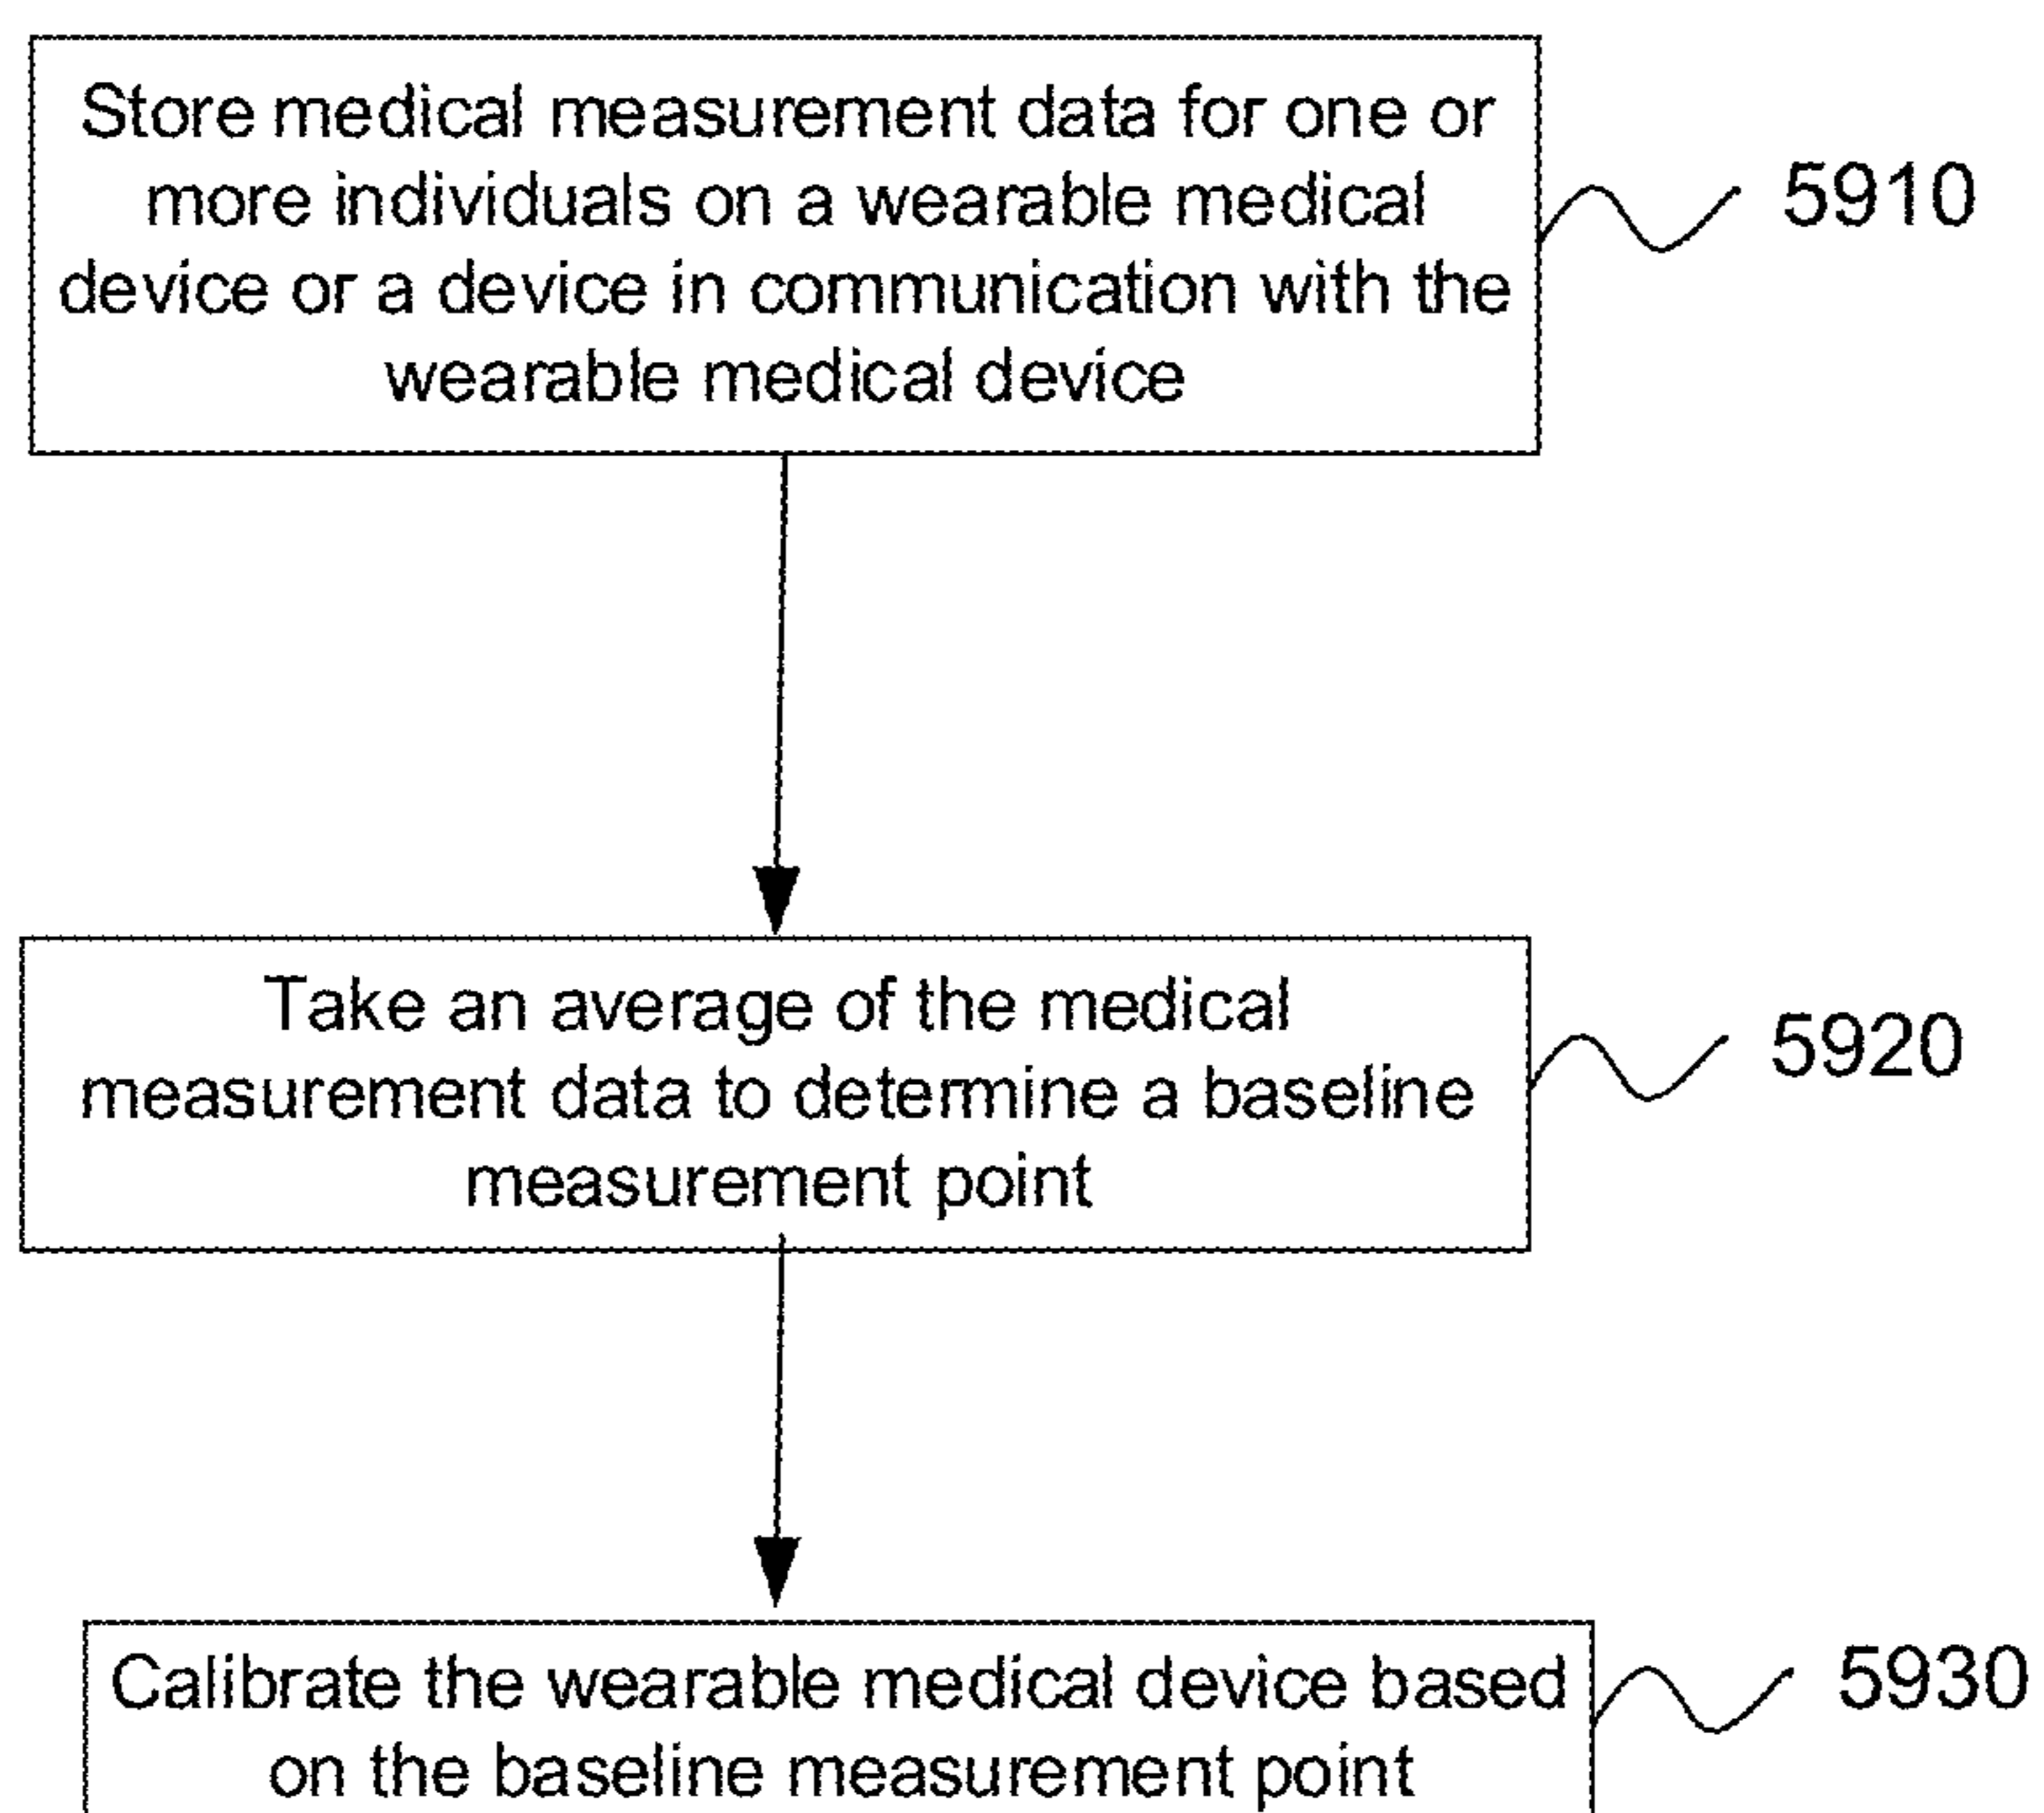 Store medical measurement data for one or
more individuals on a wearable medical
device or a device in communication with the
wearable medical device
5910
Take an average of the medical
measurement data to determine a baseline
measurement point
5920
Calibrate the wearable medical device based
on the baseline measurement point
5930